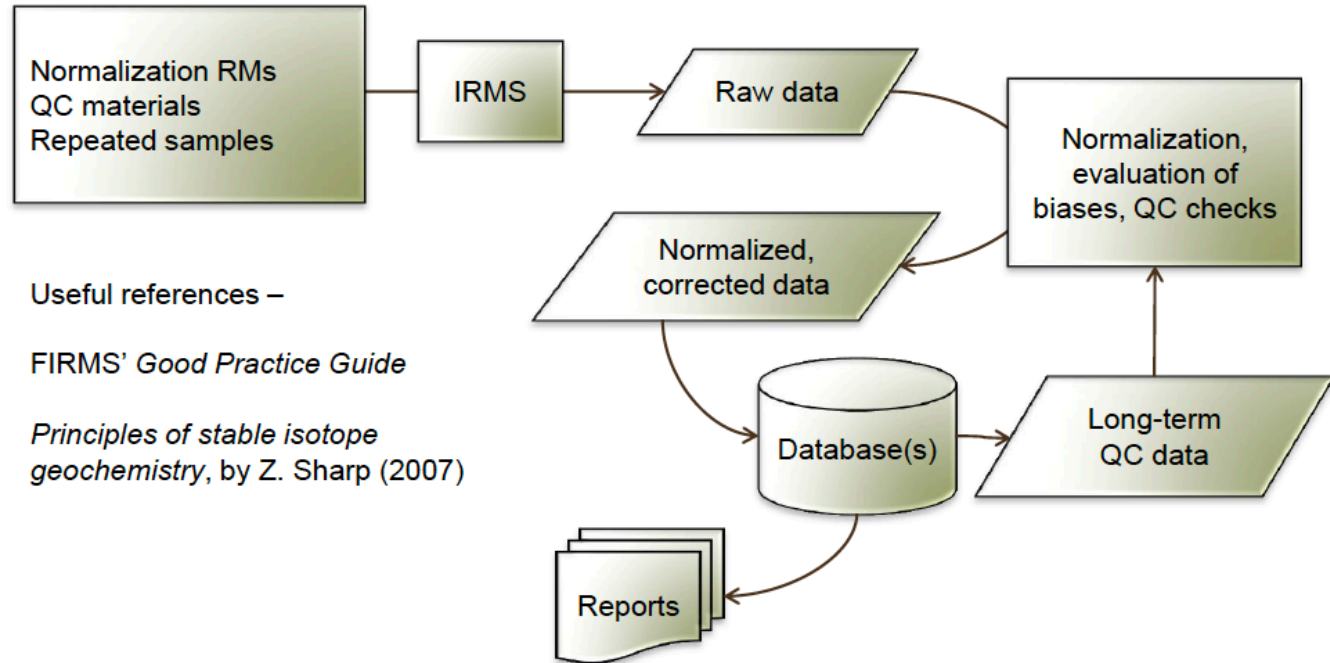 Normalization RMs
QC materials
Repeated samples
IRMS
Raw data
Normalization,
evaluation of
biases, QC checks
Normalized,
corrected data
Useful references –
FIRMS’ Good Practice Guide
Principles of stable isotope
geochemistry, by Z. Sharp (2007)
Database(s)
Long-term
QC data
Reports